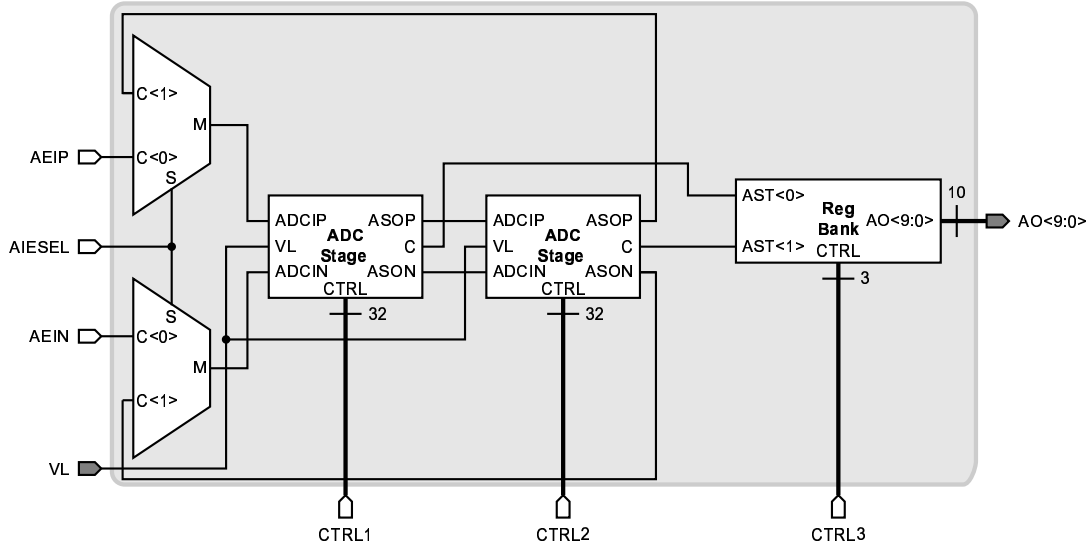 C<1>
M
AEIP
C<0>
S
10
AST<0>
Reg
Bank
AO<9:0>
AO<9:0>
ADCIP
ASOP
ADCIP
ASOP
AIESEL
VL
ADC
Stage
C
VL
ADC
Stage
C
AST<1>
CTRL
ADCIN
ASON
ADCIN
ASON
3
CTRL
CTRL
S
32
32
AEIN
C<0>
M
C<1>
VL
CTRL1
CTRL2
CTRL3